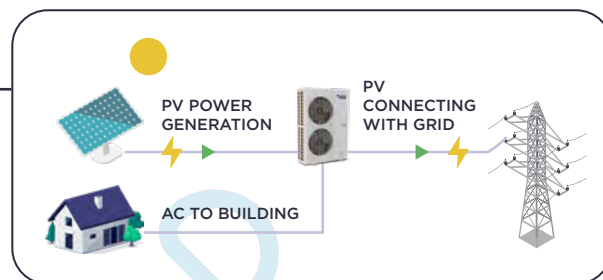 PV POWER
GENERATION
PV
CONNECTING
WITH GRID
AC TO BUILDING